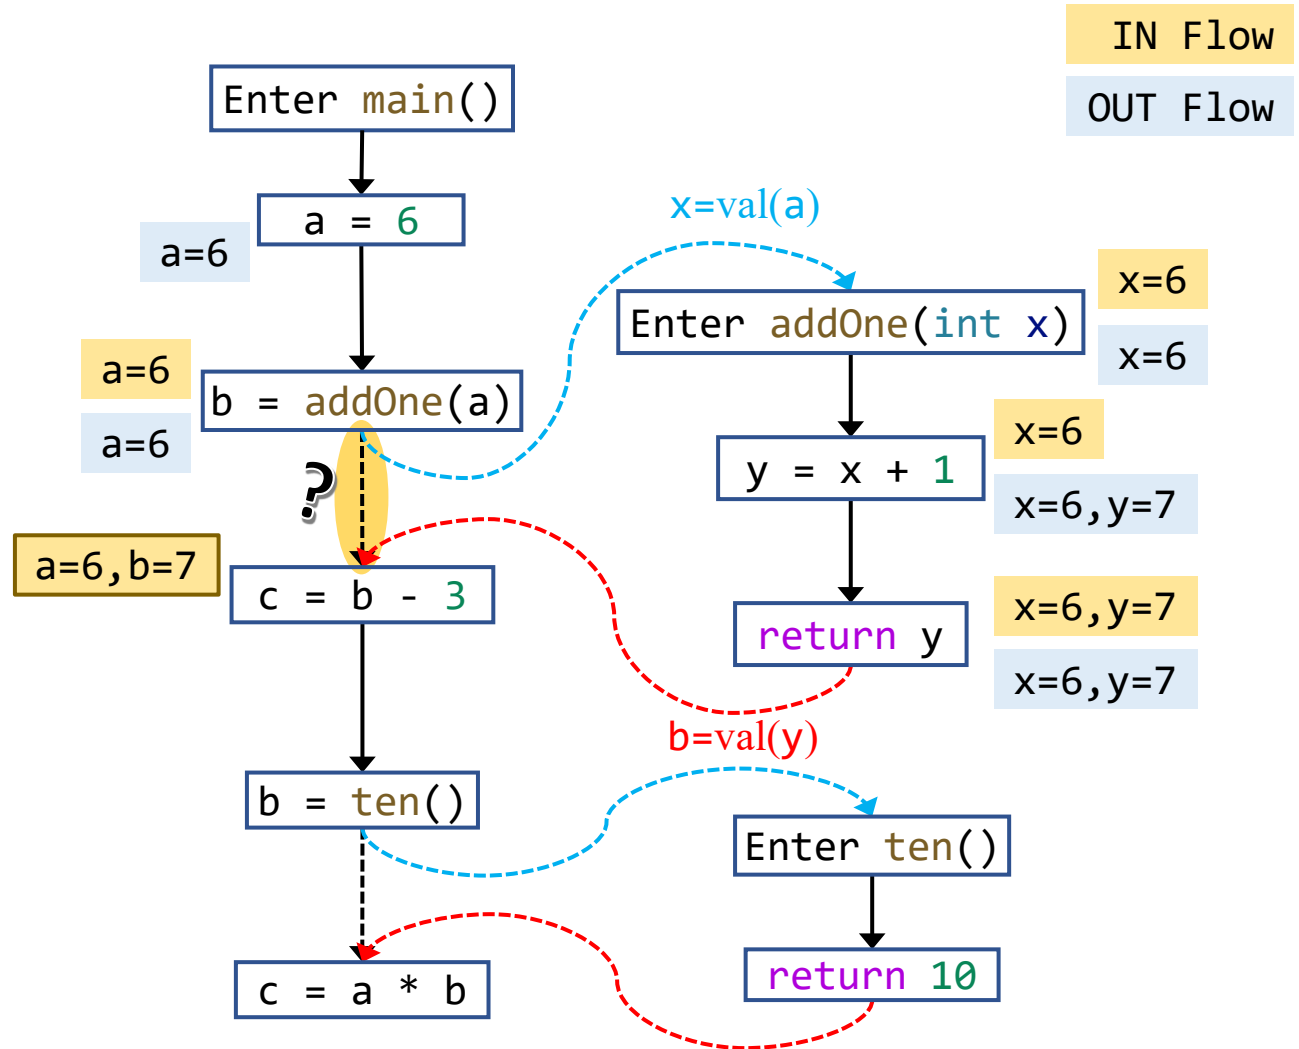 IN Flow
OUT Flow
Enter main()
a = 6
a=6
x=val(a)
Enter addOne(int x)
x=6
x=6
a=6
b = addOne(a)
a=6
y = x + 1
x=6
x=6,y=7
?
a=6,b=7
c = b - 3
return y
x=6,y=7
x=6,y=7
b=val(y)
b = ten()
Enter ten()
c = a * b
return 10